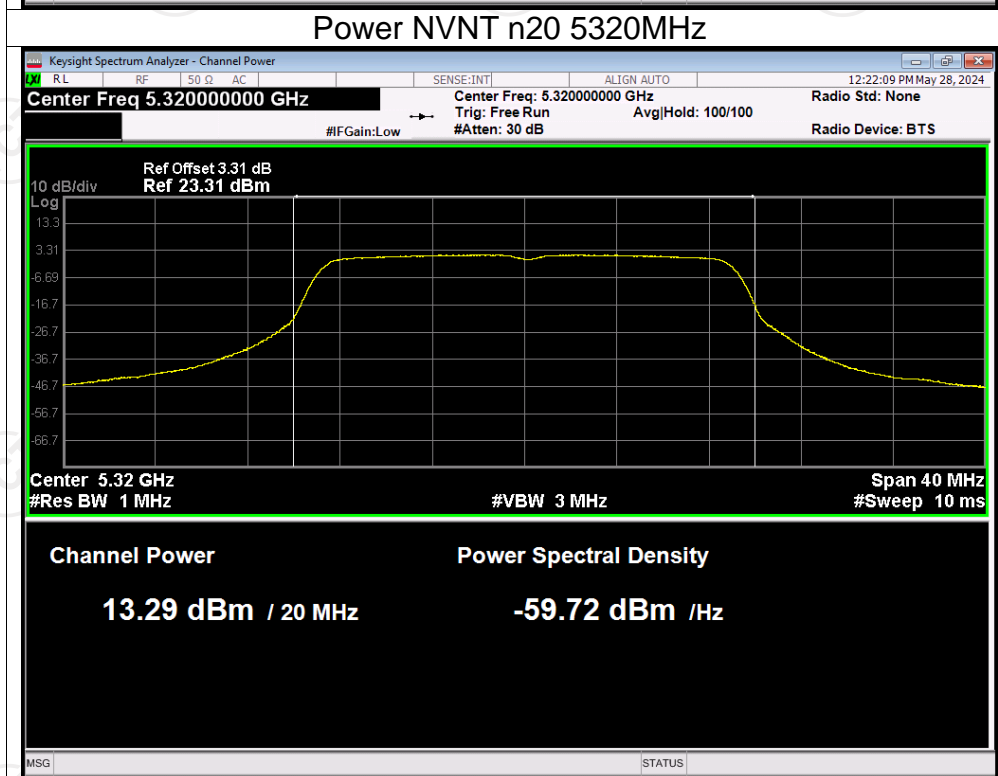 Power NVNT n20 5320MHz
Keysight Spectrum Analyzer - Channel Power
LXI RL RF 50 Ω AC SENSE:INT ALIGN AUTO 12:22:09 PM May 28, 2024
Center Freq 5.320000000 GHz Center Freq: 5.320000000 GHz Radio Std: None
Trig: Free Run Avg|Hold: 100/100
#IFGain:Low #Atten: 30 dB Radio Device: BTS
Ref Offset 3.31 dB
10 dB/div Ref 23.31 dBm
Log
13.3
3.31
-6.69
-16.7
-26.7
-36.7
-46.7
-56.7
-66.7
Center 5.32 GHz Span 40 MHz
#Res BW 1 MHz #VBW 3 MHz #Sweep 10 ms
Channel Power Power Spectral Density
13.29 dBm / 20 MHz -59.72 dBm /Hz
MSG STATUS